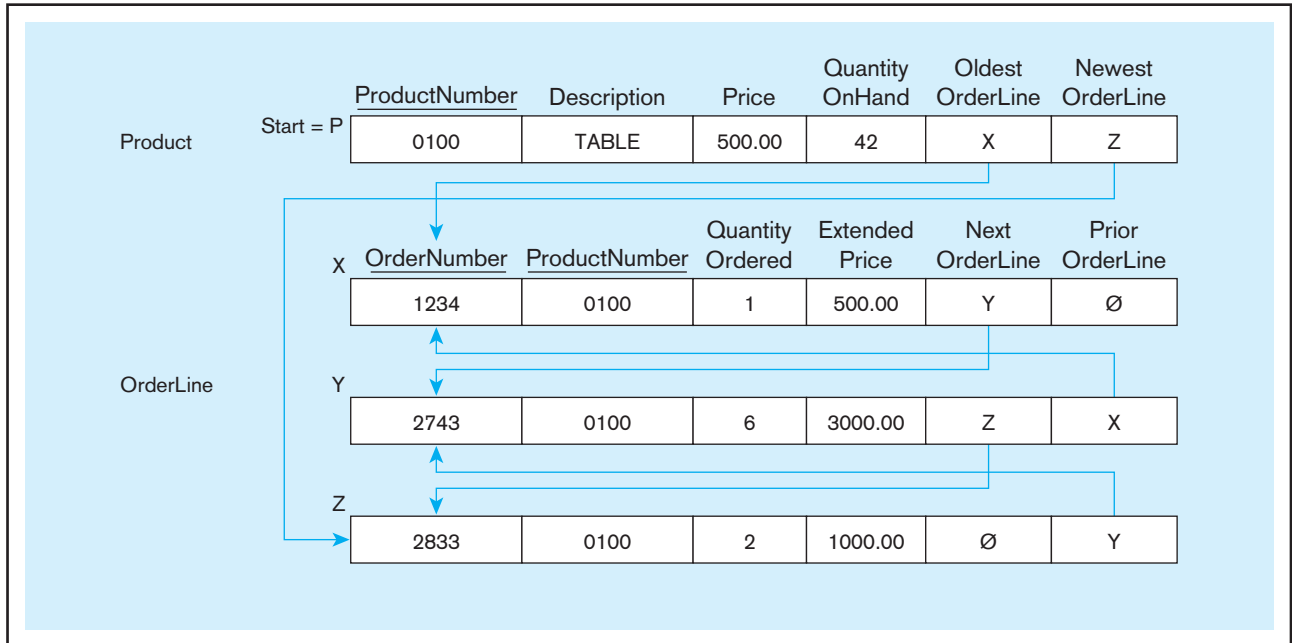 Quantity Oldest Newest
ProductNumber Description Price OnHand OrderLine OrderLine
Product Start = P 0100 TABLE 500.00 42 X Z
Quantity Extended Next Prior
X OrderNumber ProductNumber Ordered Price OrderLine OrderLine
1234 0100 1 500.00 Y Ø
OrderLine Y
2743 0100 6 3000.00 Z X
Z
2833 0100 2 1000.00 Ø Y